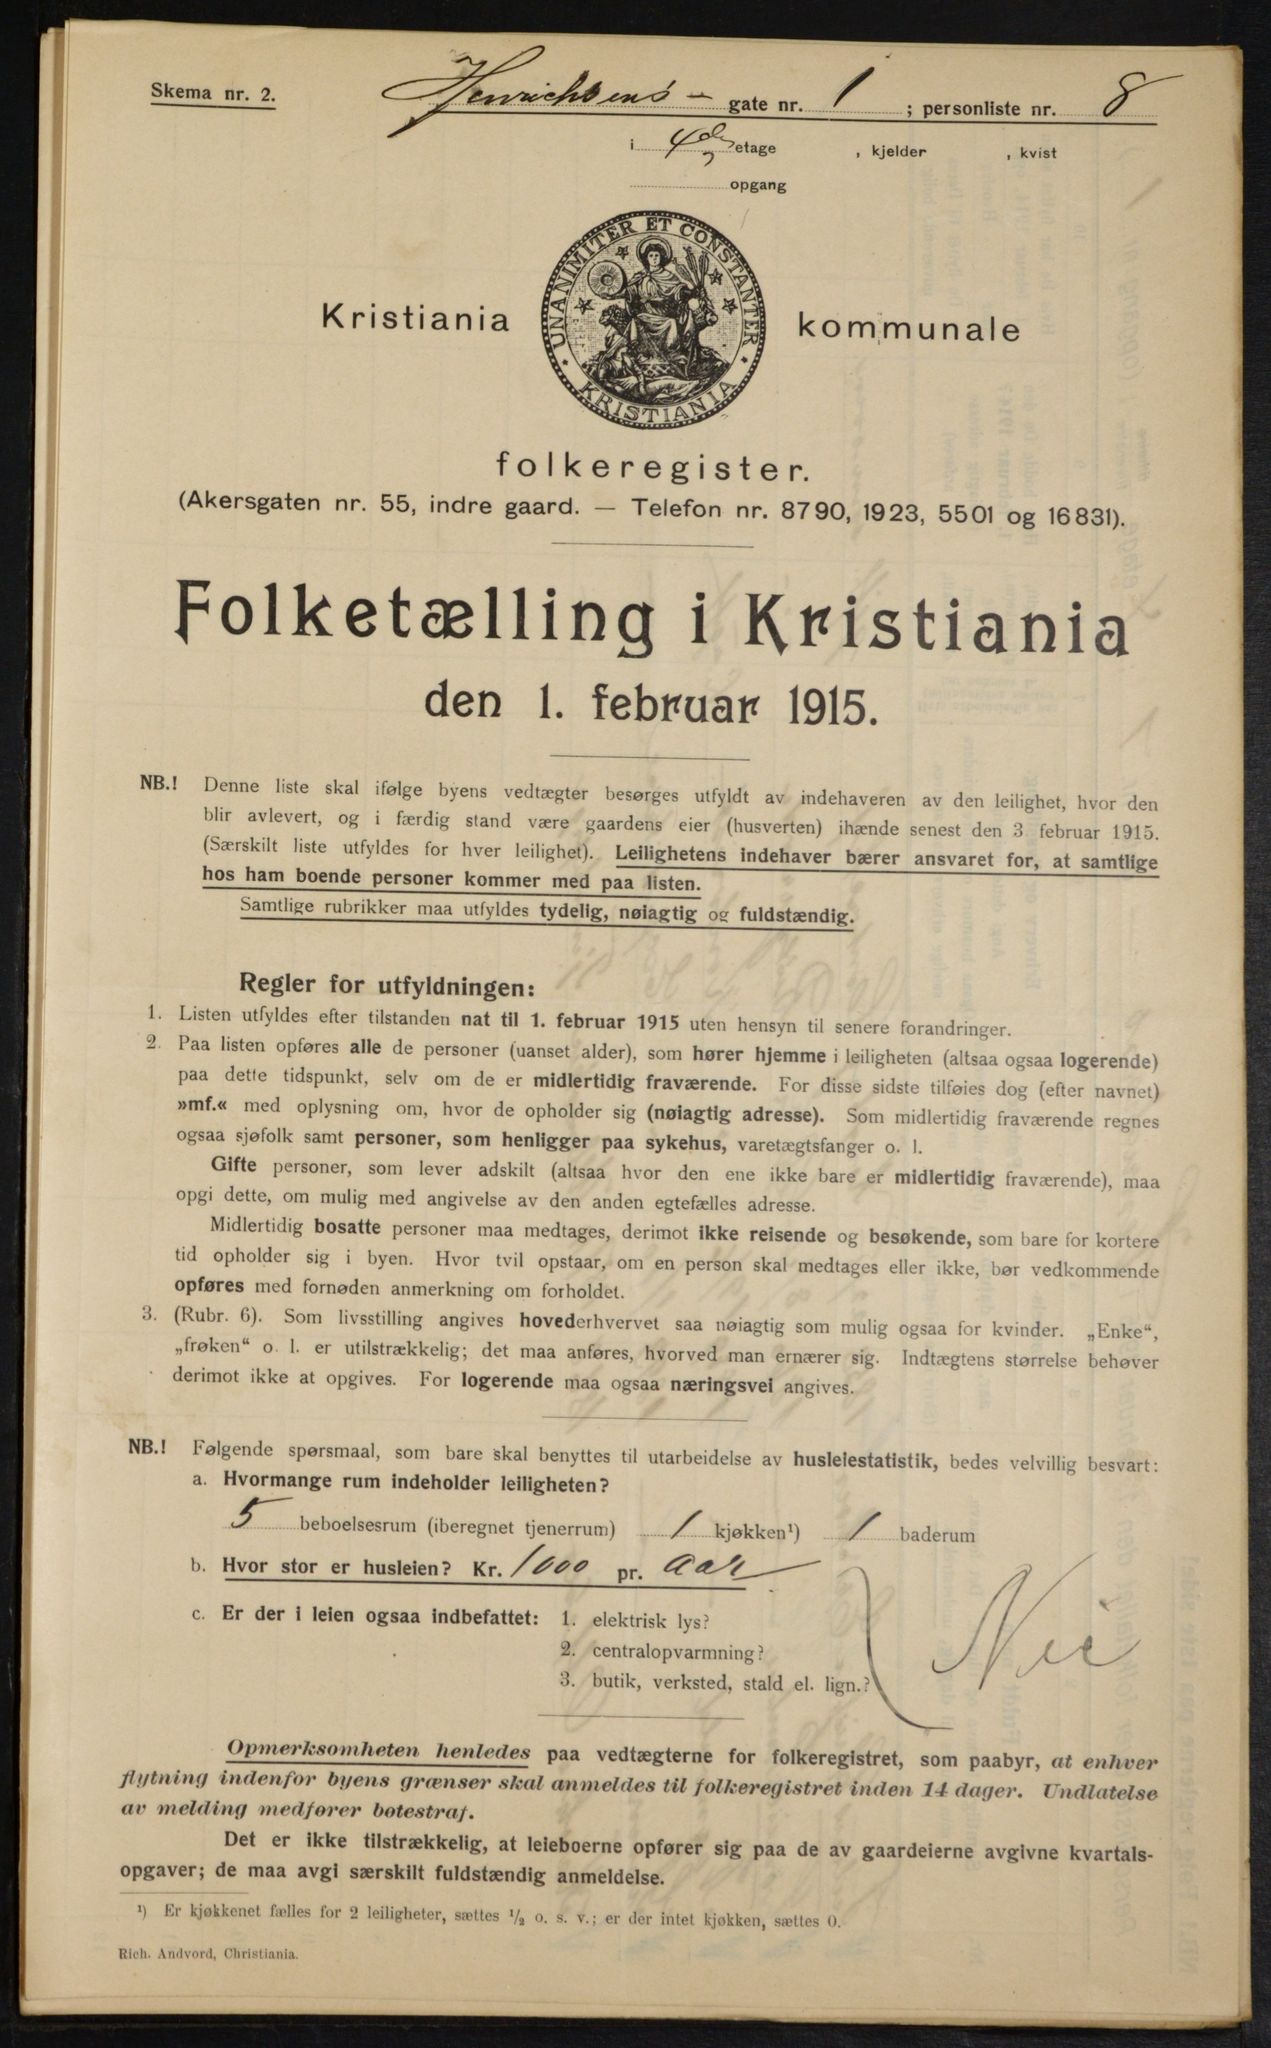 Skema nr. 2. Henrichsens- gate nr. 1 ; personliste nr. 8
i 4de etage , kjelder , kvist
opgang
UNANIMITER ET CONSTANTER
KRISTIANIA
Kristiania kommunale
folkeregister.
(Akersgaten nr. 55, indre gaard. — Telefon nr. 8790, 1923, 5501 og 16831).
Folketælling i Kristiania
den 1. februar 1915.
NB.! Denne liste skal ifølge byens vedtægter besørges utfyldt av indehaveren av den leilighet, hvor den
blir avlevert, og i færdig stand være gaardens eier (husverten) ihænde senest den 3 februar 1915.
(Særskilt liste utfyldes for hver leilighet). Leilighetens indehaver bærer ansvaret for, at samtlige
hos ham boende personer kommer med paa listen.
Samtlige rubrikker maa utfyldes tydelig, nøiagtig og fuldstændig.
Regler for utfyldningen:
1. Listen utfyldes efter tilstanden nat til 1. februar 1915 uten hensyn til senere forandringer.
2. Paa listen opføres alle de personer (uanset alder), som hører hjemme i leiligheten (altsaa ogsaa logerende)
paa dette tidspunkt, selv om de er midlertidig fraværende. For disse sidste tilføies dog (efter navnet)
»mf.« med oplysning om, hvor de opholder sig (nøiagtig adresse). Som midlertidig fraværende regnes
ogsaa sjøfolk samt personer, som henligger paa sykehus, varetægtsfanger o. l.
Gifte personer, som lever adskilt (altsaa hvor den ene ikke bare er midlertidig fraværende), maa
opgi dette, om mulig med angivelse av den anden egtefælles adresse.
Midlertidig bosatte personer maa medtages, derimot ikke reisende og besøkende, som bare for kortere
tid opholder sig i byen. Hvor tvil opstaar, om en person skal medtages eller ikke, bør vedkommende
opføres med fornøden anmerkning om forholdet.
3. (Rubr. 6). Som livsstilling angives hovederhvervet saa nøiagtig som mulig ogsaa for kvinder. „Enke“,
„frøken“ o. l. er utilstrækkelig; det maa anføres, hvorved man ernærer sig. Indtægtens størrelse behøver
derimot ikke at opgives. For logerende maa ogsaa næringsvei angives.
NB.! Følgende spørsmaal, som bare skal benyttes til utarbeidelse av husleiestatistik, bedes velvillig besvart:
a. Hvormange rum indeholder leiligheten?
5 beboelsesrum (iberegnet tjenerrum) 1 kjøkken¹) 1 baderum
b. Hvor stor er husleien? Kr. 1000 pr. Aar
c. Er der i leien ogsaa indbefattet: 1. elektrisk lys?
2. centralopvarmning? Nei
3. butik, verksted, stald el. lign.?
Opmerksomheten henledes paa vedtægterne for folkeregistret, som paabyr, at enhver
flytning indenfor byens grænser skal anmeldes til folkeregistret inden 14 dager. Undlatelse
av melding medfører bøtestraf.
Det er ikke tilstrækkelig, at leieboerne opfører sig paa de av gaardeierne avgivne kvartals-
opgaver; de maa avgi særskilt fuldstændig anmeldelse.
¹) Er kjøkkenet fælles for 2 leiligheter, sættes ½ o. s. v.; er der intet kjøkken, sættes 0.
Rich. Andvord, Christiania.